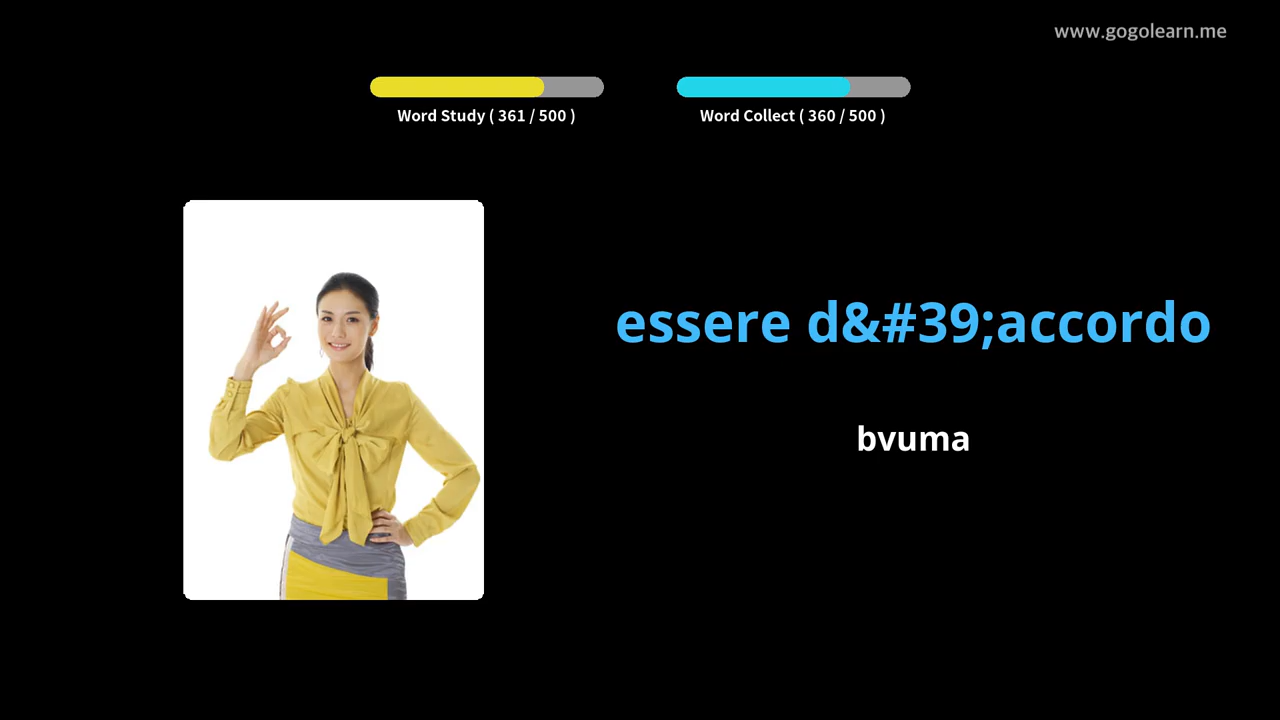 www.gogolearn.me
Word Study ( 361 / 500 )
Word Collect ( 360 / 500 )
essere d&#39;accordo
bvuma